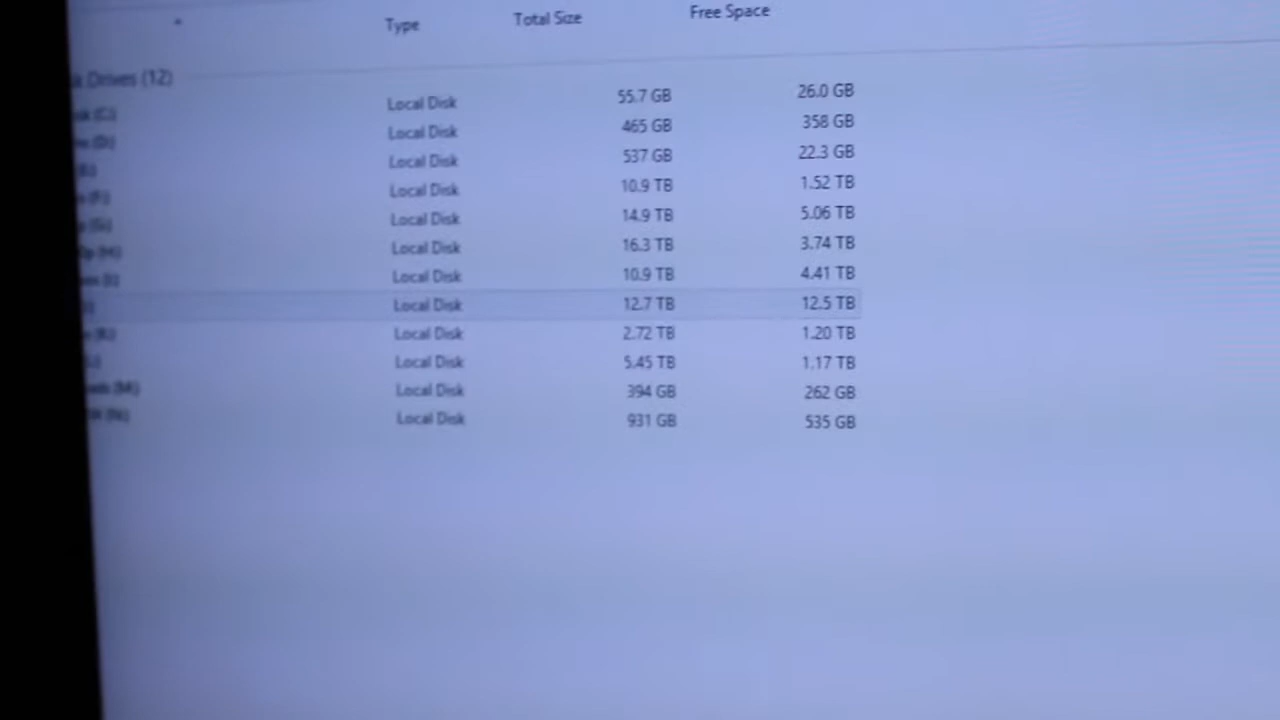 Type Total Size Free Space
Drives (12)
(C:) Local Disk 55.7 GB 26.0 GB
(D:) Local Disk 465 GB 358 GB
(E:) Local Disk 537 GB 22.3 GB
(F:) Local Disk 10.9 TB 1.52 TB
(G:) Local Disk 14.9 TB 5.06 TB
(H:) Local Disk 16.3 TB 3.74 TB
(I:) Local Disk 10.9 TB 4.41 TB
Local Disk 12.7 TB 12.5 TB
(K:) Local Disk 2.72 TB 1.20 TB
Local Disk 5.45 TB 1.17 TB
(M:) Local Disk 394 GB 262 GB
(N:) Local Disk 931 GB 535 GB